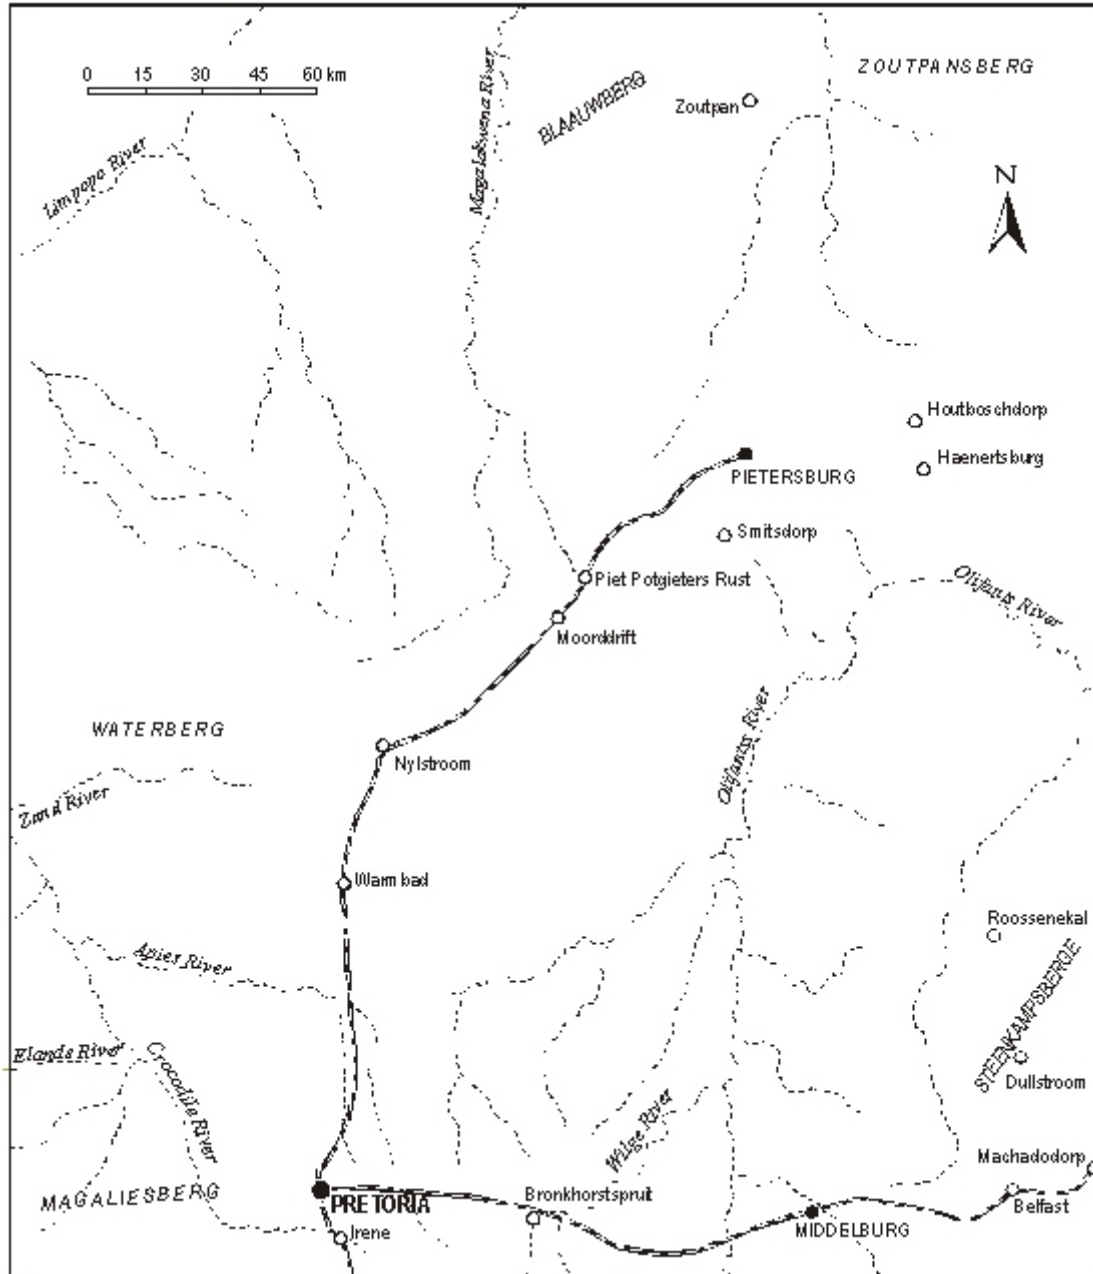 0 15 30 45 60 km
ZOUTPANSBERG
BLAAUWBERG
Zoutpan
Magalakwena River
Limpopo River
N
Houtboschdorp
Haenertsburg
PIETERSBURG
Smitsdorp
Piet Potgieters Rust
Olifants River
Moorddrift
WATERBERG
Nylstroom
Olifants River
Zand River
Warmbad
Roossenekal
Apies River
STEENKAMPSBERGE
Elands River
Crocodile River
Dullstroom
Wilge River
Machadodorp
MAGALIESBERG
PRETORIA
Bronkhorstspruit
Belfast
Irene
MIDDELBURG